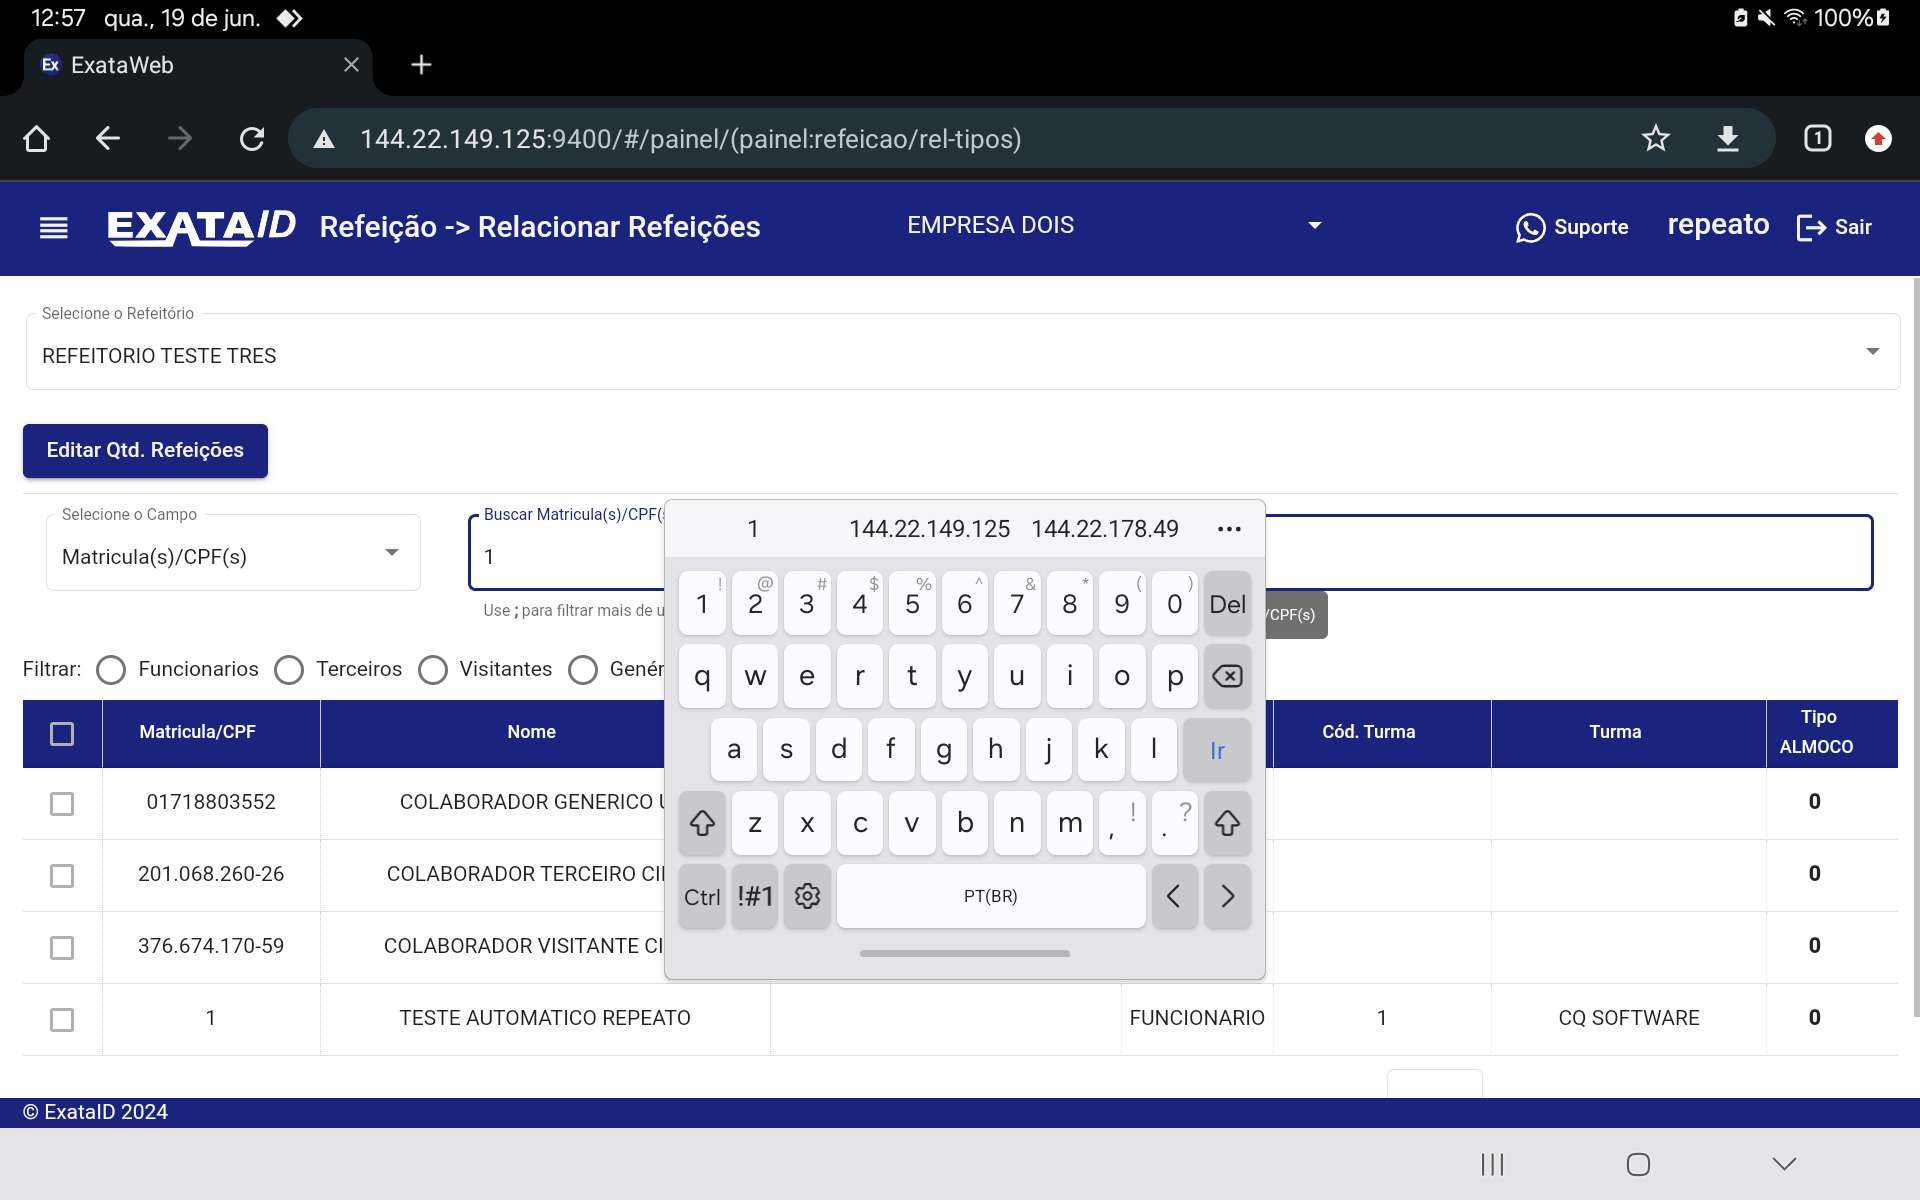 12:57 qua., 19 de jun. 100%
Ex ExataWeb
144.22.149.125:9400/#/painel/(painel:refeicao/rel-tipos) 1
EXATAID Refeição -> Relacionar Refeições EMPRESA DOIS Suporte repeato Sair
Selecione o Refeitório
REFEITORIO TESTE TRES
Editar Qtd. Refeições
Selecione o Campo
Matricula(s)/CPF(s)
Buscar Matricula(s)/CPF(s
1
Use ; para filtrar mais de u
/CPF(s)
1 144.22.149.125 144.22.178.49 •••
! @ # $ % ^ & * ( )
1 2 3 4 5 6 7 8 9 0 Del
q w e r t y u i o p
a s d f g h j k l Ir
! ?
z x c v b n m , .
Ctrl !#1 PT(BR) < >
Filtrar: Funcionarios Terceiros Visitantes Genér
Matricula/CPF Nome Cód. Turma Turma Tipo
ALMOCO
01718803552 COLABORADOR GENERICO 0
201.068.260-26 COLABORADOR TERCEIRO CI 0
376.674.170-59 COLABORADOR VISITANTE CI 0
1 TESTE AUTOMATICO REPEATO FUNCIONARIO 1 CQ SOFTWARE 0
© ExataID 2024